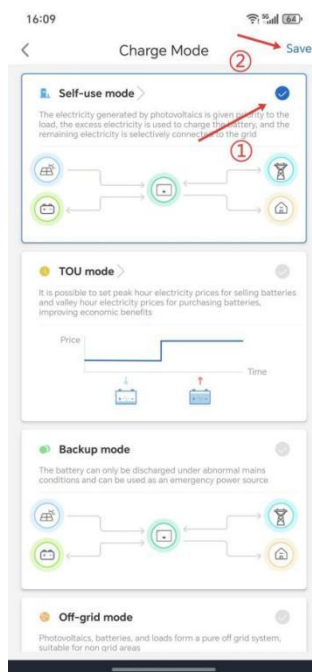 16:09
5G
64
Charge Mode
②
Save
Self-use mode
The electricity generated by photovoltaics is given priority to the
load, the excess electricity is used to charge the battery, and the
remaining electricity is selectively connected to the grid
①
TOU mode
It is possible to set peak hour electricity prices for selling batteries
and valley hour electricity prices for purchasing batteries,
improving economic benefits
Price
Time
Backup mode
The battery can only be discharged under abnormal mains
conditions and can be used as an emergency power source
Off-grid mode
Photovoltaics, batteries, and loads form a pure off grid system,
suitable for non grid areas